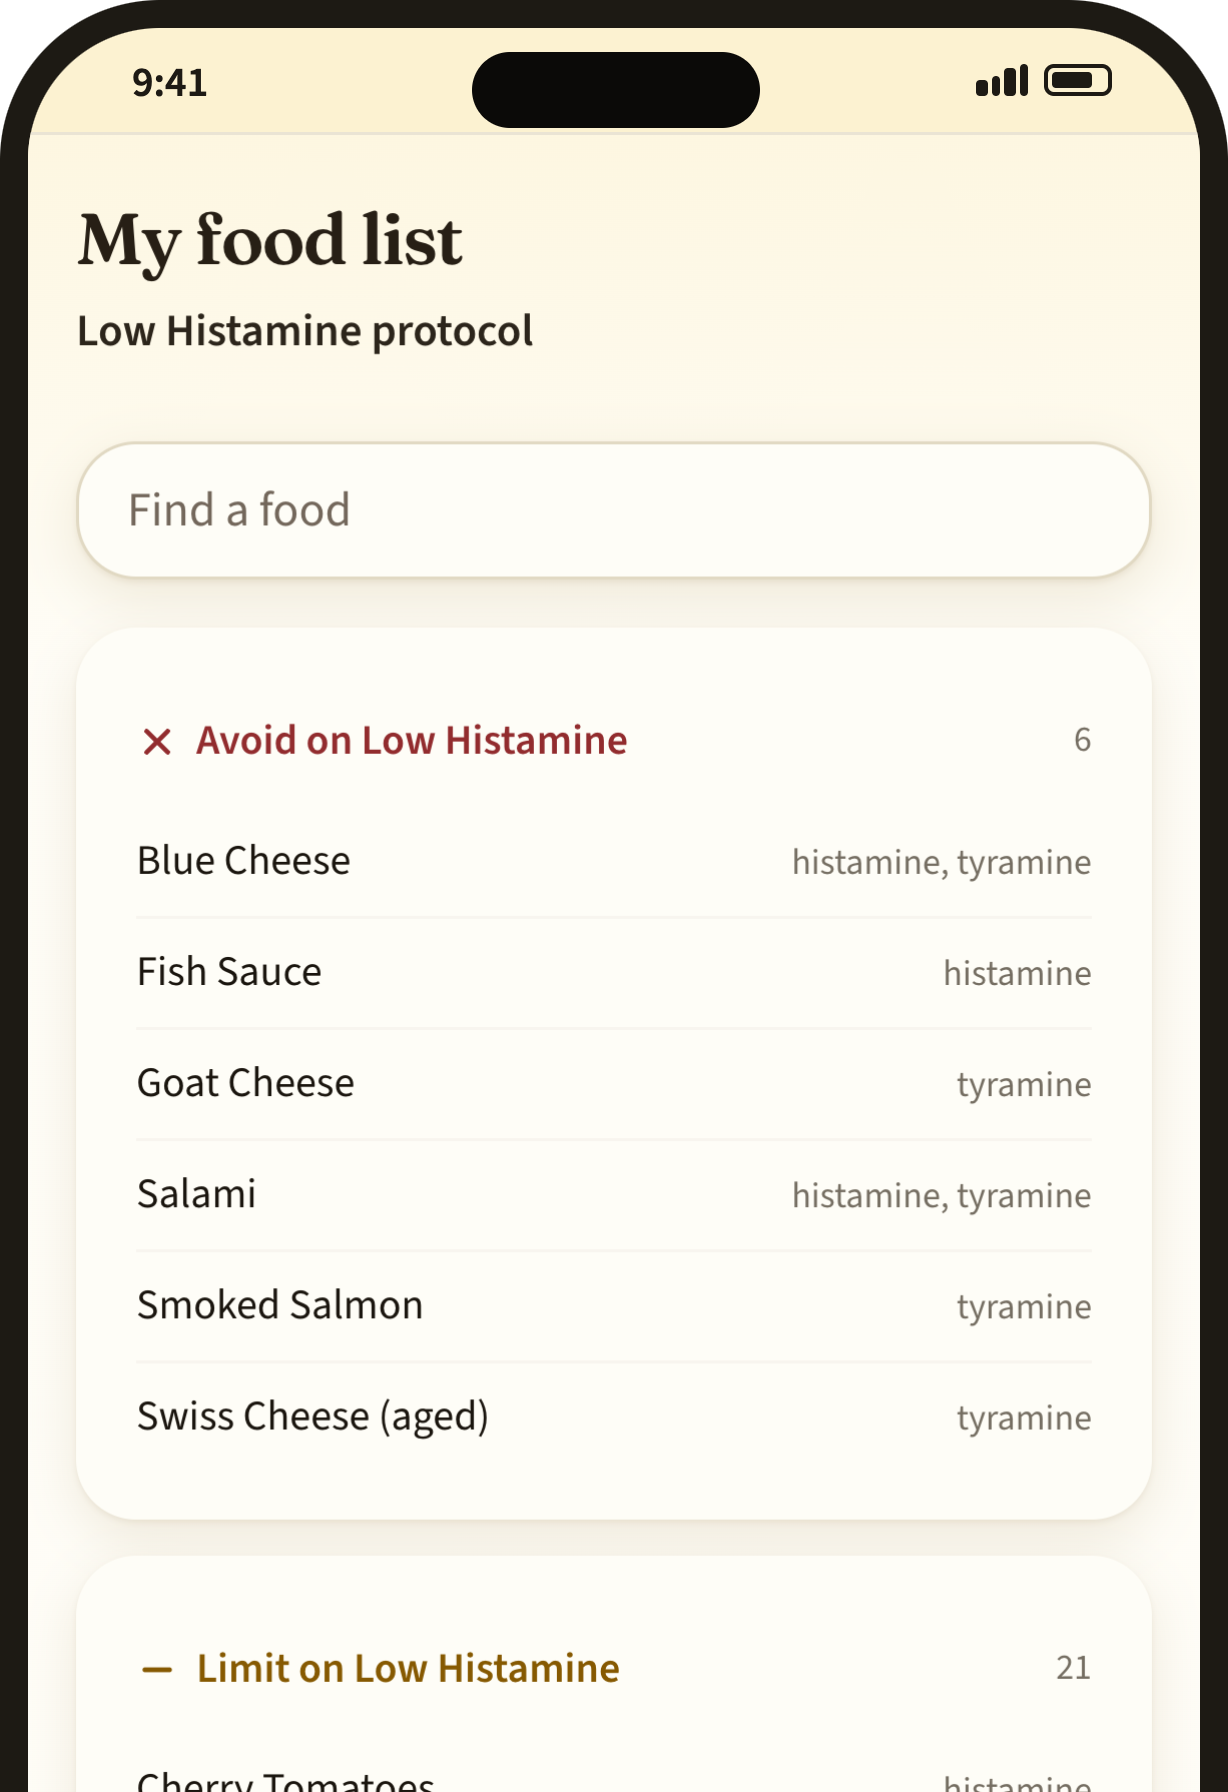 9:41
My food list
Low Histamine protocol
Find a food
Avoid on Low Histamine 6
Blue Cheese histamine, tyramine
Fish Sauce histamine
Goat Cheese tyramine
Salami histamine, tyramine
Smoked Salmon tyramine
Swiss Cheese (aged) tyramine
Limit on Low Histamine 21
Cherry Tomatoes histamine